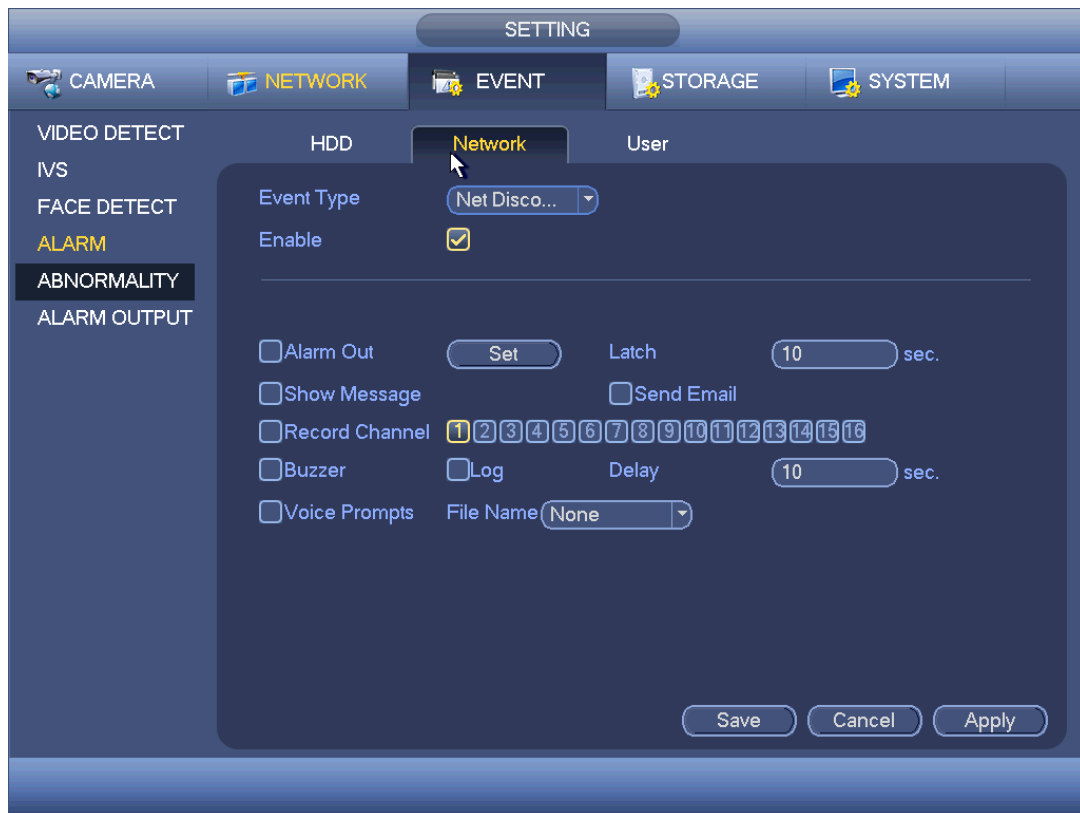 SETTING
CAMERA NETWORK EVENT STORAGE SYSTEM
VIDEO DETECT
IVS
FACE DETECT
ALARM
ABNORMALITY
ALARM OUTPUT
HDD Network User
Event Type Net Disco...
Enable
Alarm Out Set Latch 10 sec.
Show Message Send Email
Record Channel 1 2 3 4 5 6 7 8 9 10 11 12 13 14 15 16
Buzzer Log Delay 10 sec.
Voice Prompts File Name None
Save Cancel Apply